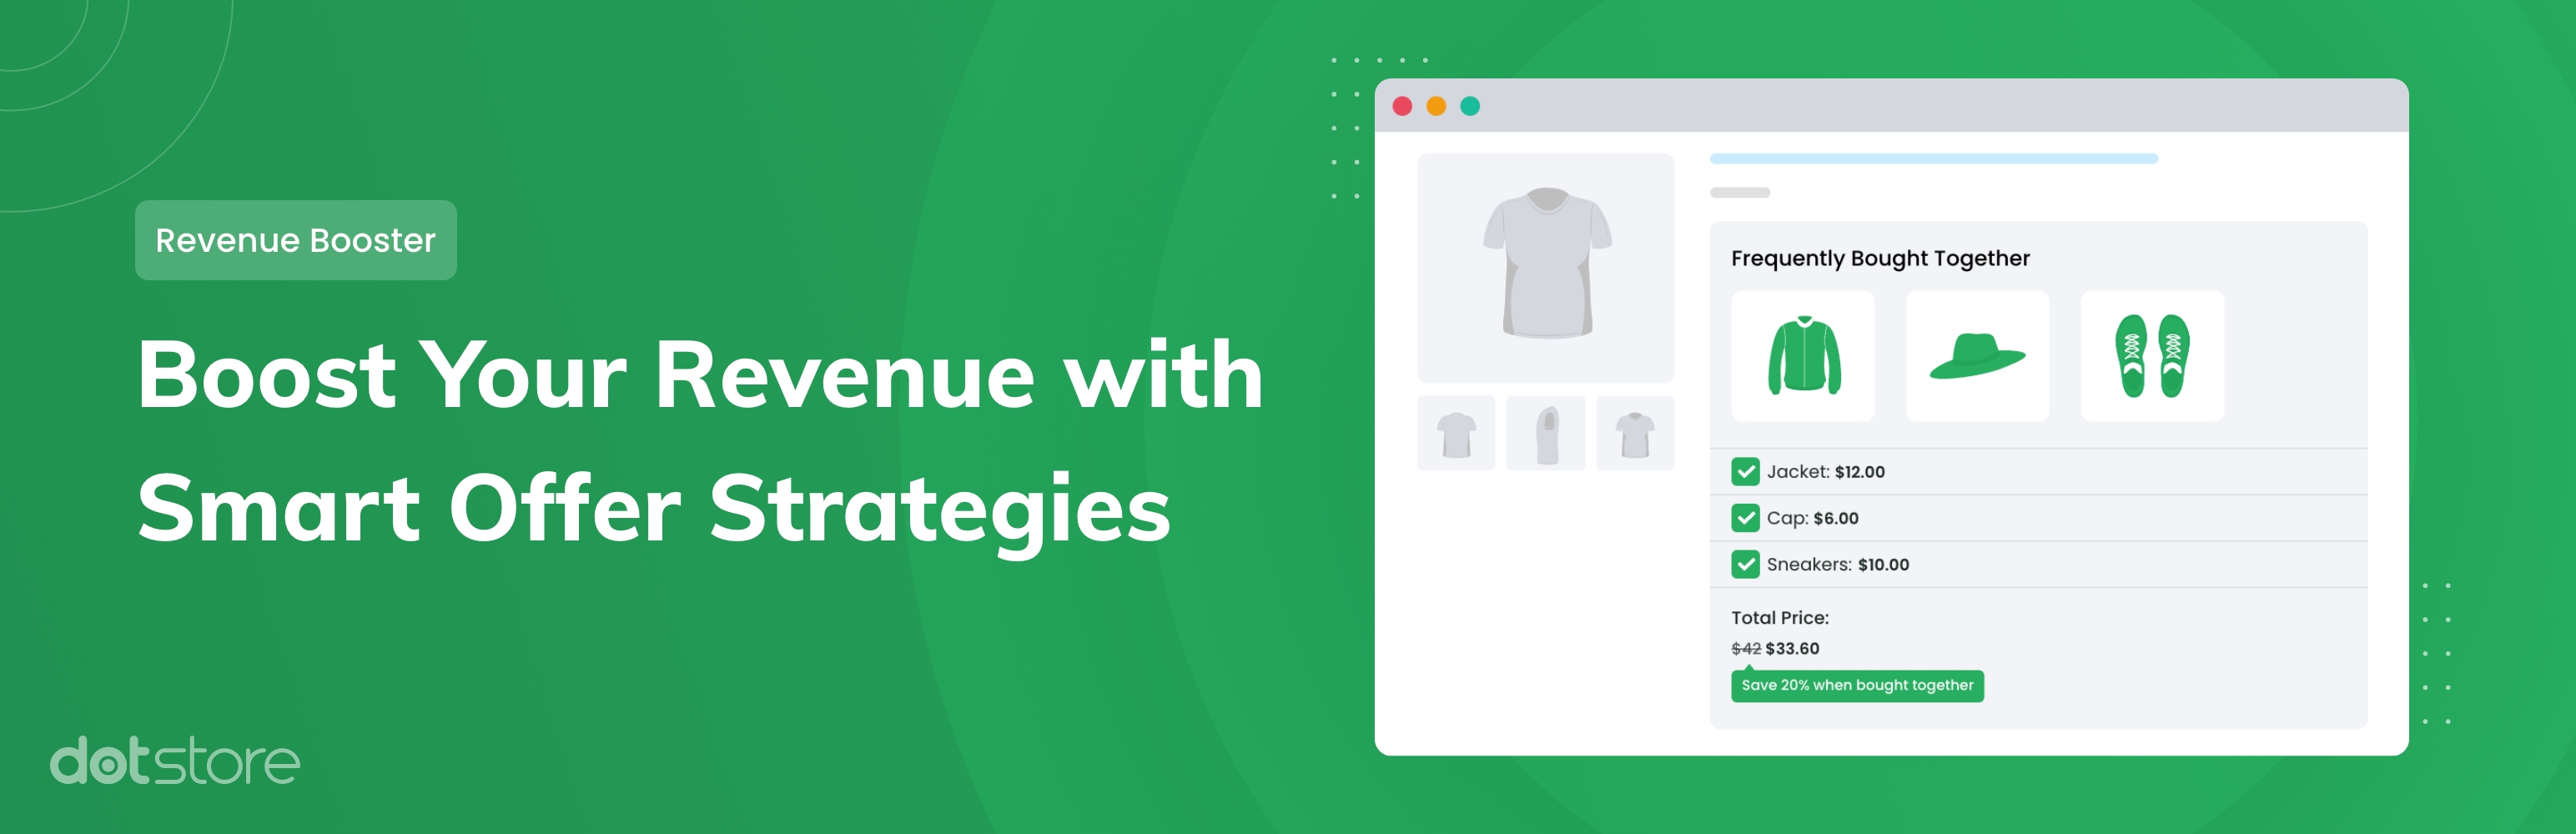 Revenue Booster
Boost Your Revenue with
Smart Offer Strategies
dotstore
Frequently Bought Together
Jacket: $12.00
Cap: $6.00
Sneakers: $10.00
Total Price:
$42 $33.60
Save 20% when bought together